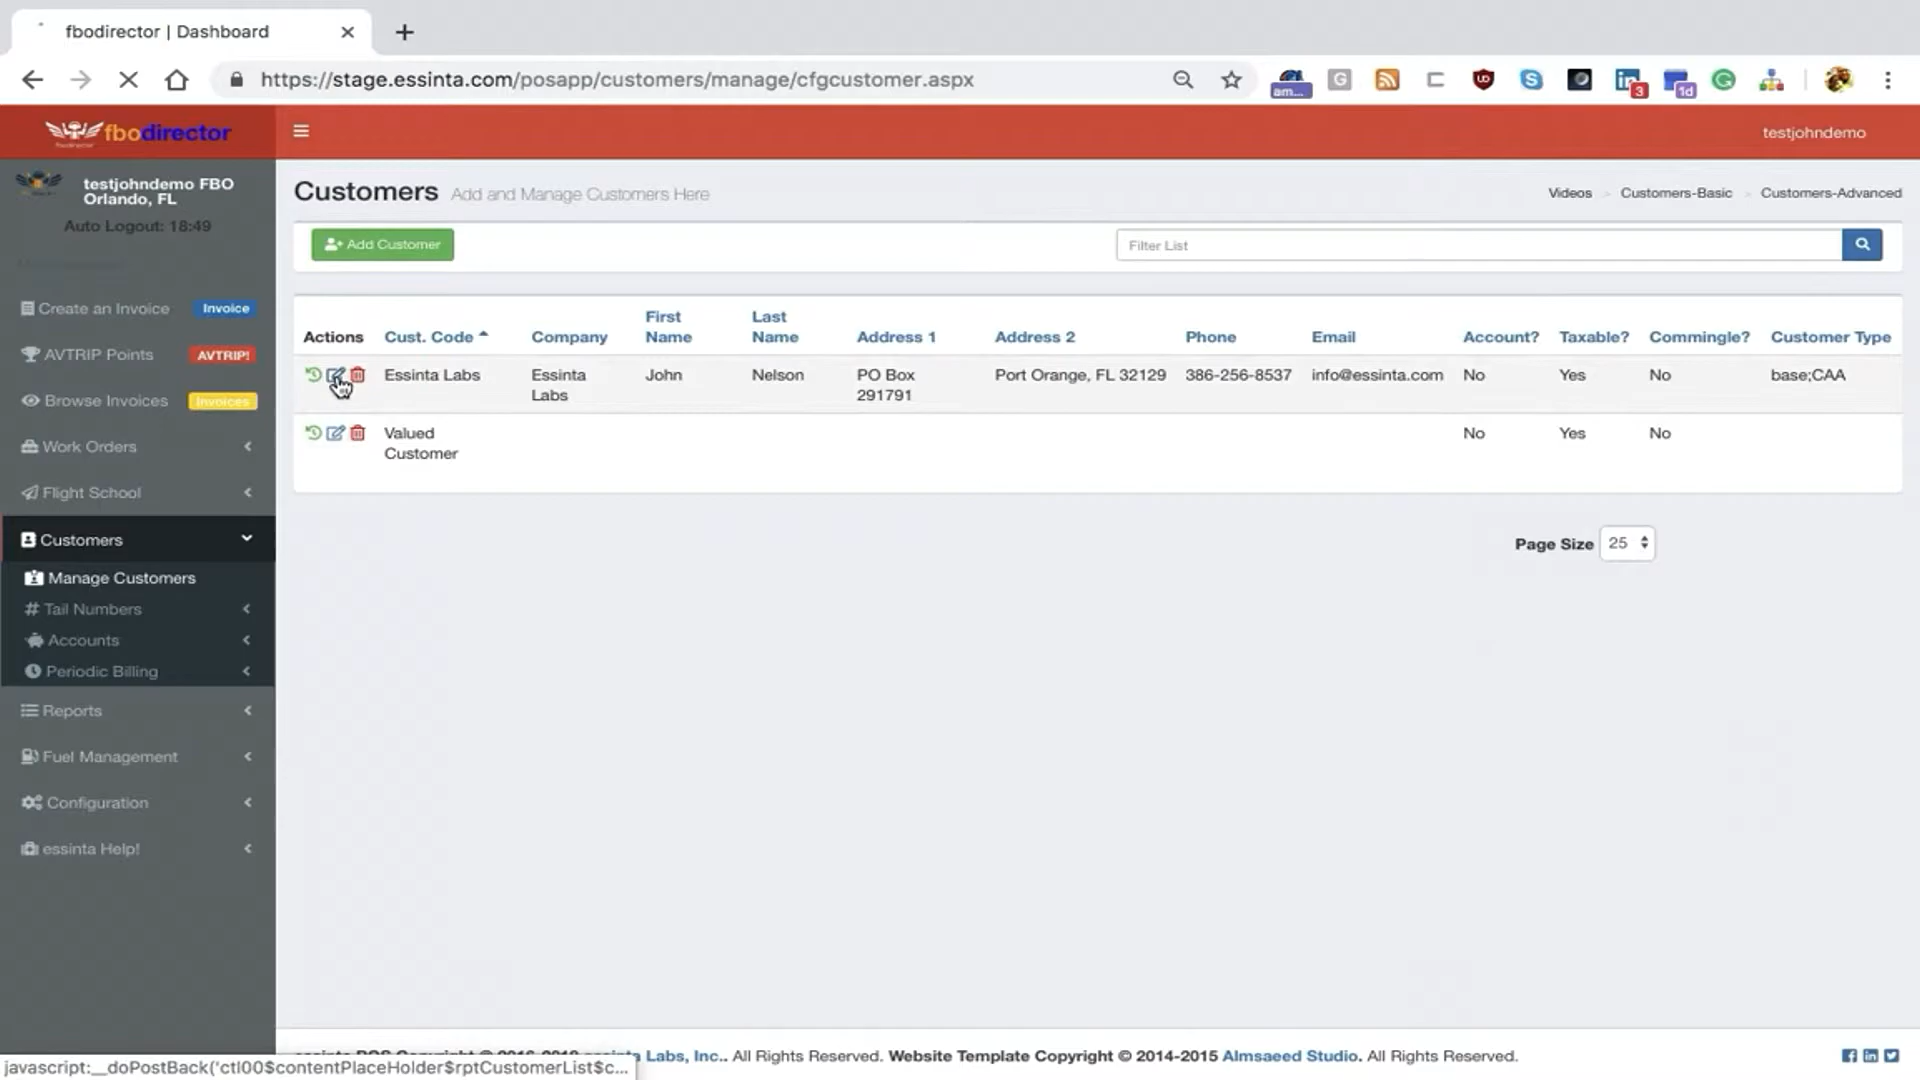 fbodirector | Dashboard
https://stage.essinta.com/posapp/customers/manage/cfgcustomer.aspx
am...
3
1d
fbodirector
testjohndemo
testjohndemo FBO
Orlando, FL
Auto Logout: 18:49
Create an Invoice Invoice
AVTRIP Points AVTRIP!
Browse Invoices Invoices
Work Orders
Flight School
Customers
Manage Customers
Tail Numbers
Accounts
Periodic Billing
Reports
Fuel Management
Configuration
essinta Help!
Customers Add and Manage Customers Here
Videos Customers-Basic Customers-Advanced
Add Customer
Filter List
Actions Cust. Code Company First Name Last Name Address 1 Address 2 Phone Email Account? Taxable? Commingle? Customer Type
Essinta Labs Essinta Labs John Nelson PO Box 291791 Port Orange, FL 32129 386-256-8537 info@essinta.com No Yes No base;CAA
Valued Customer No Yes No
Page Size 25
Labs, Inc.. All Rights Reserved. Website Template Copyright © 2014-2015 Almsaeed Studio. All Rights Reserved.
javascript:__doPostBack('ctl00$contentPlaceHolder$rptCustomerList$c...